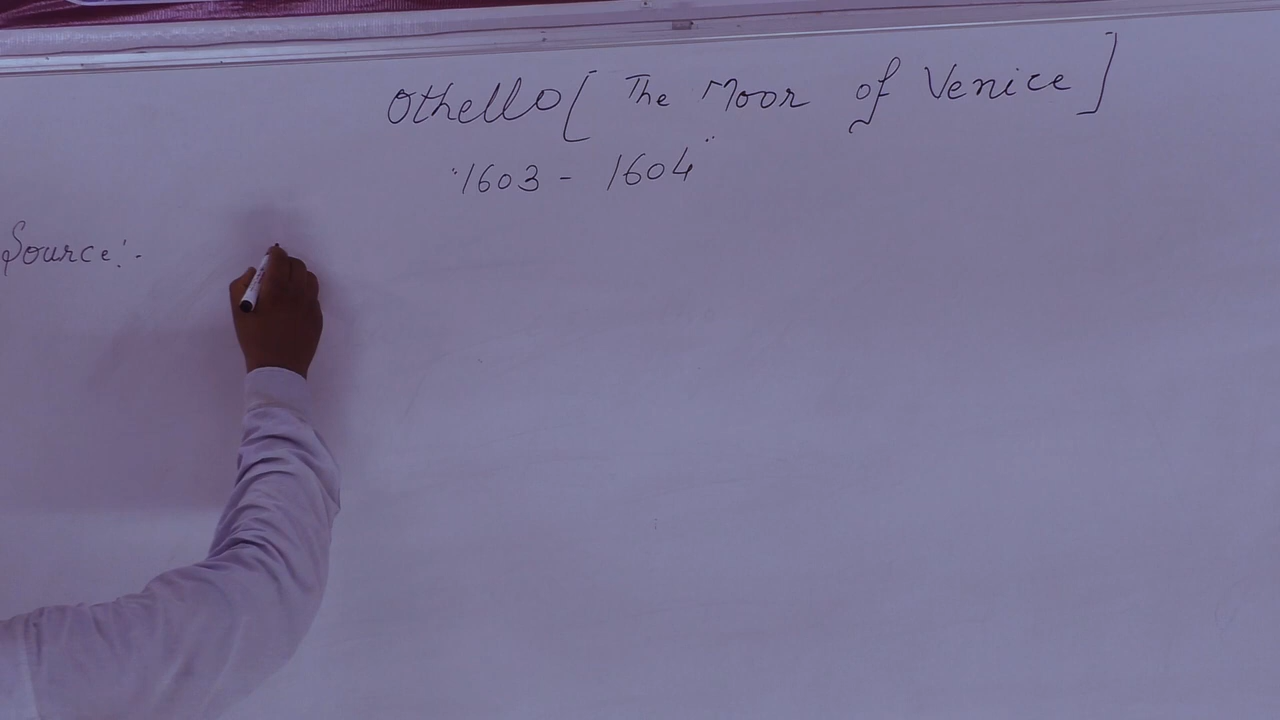 Othello [ The Moor of Venice ]
"1603 - 1604"
Source:-